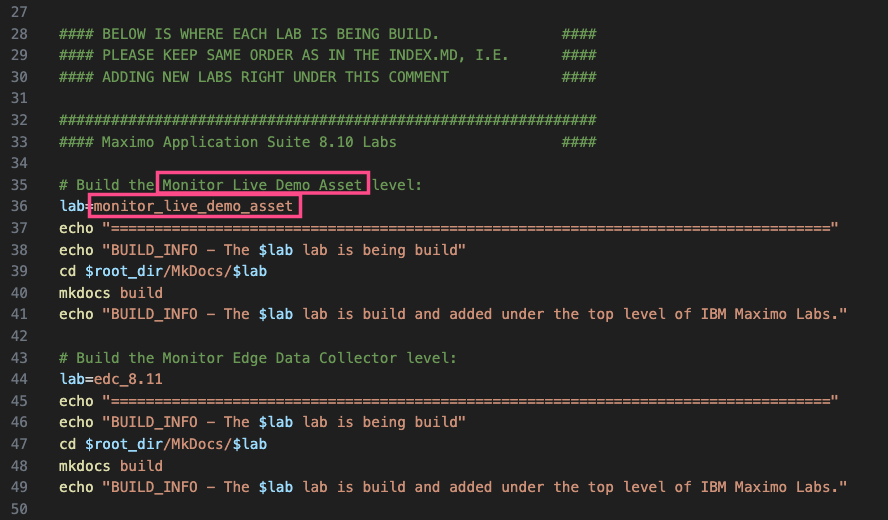 27
28 #### BELOW IS WHERE EACH LAB IS BEING BUILD. ####
29 #### PLEASE KEEP SAME ORDER AS IN THE INDEX.MD, I.E. ####
30 #### ADDING NEW LABS RIGHT UNDER THIS COMMENT ####
31
32 ##############################################################
33 #### Maximo Application Suite 8.10 Labs ####
34
35 # Build the Monitor Live Demo Asset level:
36 lab=monitor_live_demo_asset
37 echo "==================================================================================="
38 echo "BUILD_INFO – The $lab lab is being build"
39 cd $root_dir/MkDocs/$lab
40 mkdocs build
41 echo "BUILD_INFO – The $lab lab is build and added under the top level of IBM Maximo Labs."
42
43 # Build the Monitor Edge Data Collector level:
44 lab=edc_8.11
45 echo "==================================================================================="
46 echo "BUILD_INFO – The $lab lab is being build"
47 cd $root_dir/MkDocs/$lab
48 mkdocs build
49 echo "BUILD_INFO – The $lab lab is build and added under the top level of IBM Maximo Labs."
50